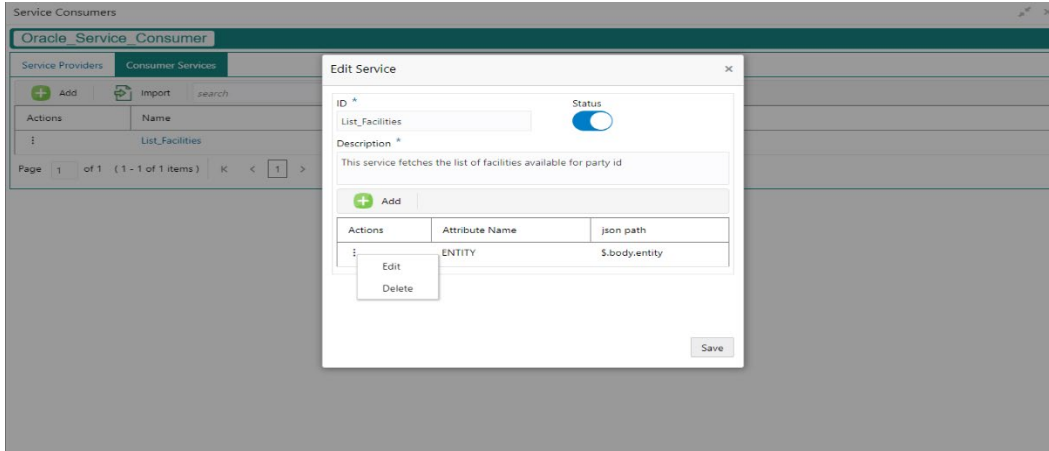 Service Consumers
Oracle_Service_Consumer
Service Providers Consumer Services
Add Import search
Actions Name
List_Facilities
Page 1 of 1 (1 - 1 of 1 items) K < 1 >
Edit Service ×
ID * Status
List_Facilities
Description *
This service fetches the list of facilities available for party id
Add
Actions Attribute Name json path
ENTITY $.body.entity
Edit
Delete
Save